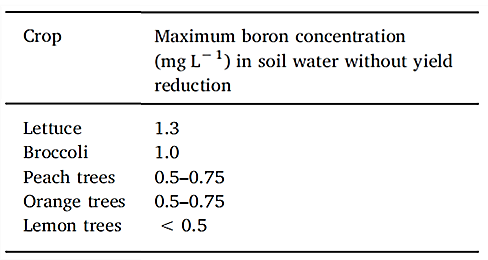 Crop Maximum boron concentration
(mg L⁻¹) in soil water without yield
reduction
Lettuce 1.3
Broccoli 1.0
Peach trees 0.5–0.75
Orange trees 0.5–0.75
Lemon trees < 0.5